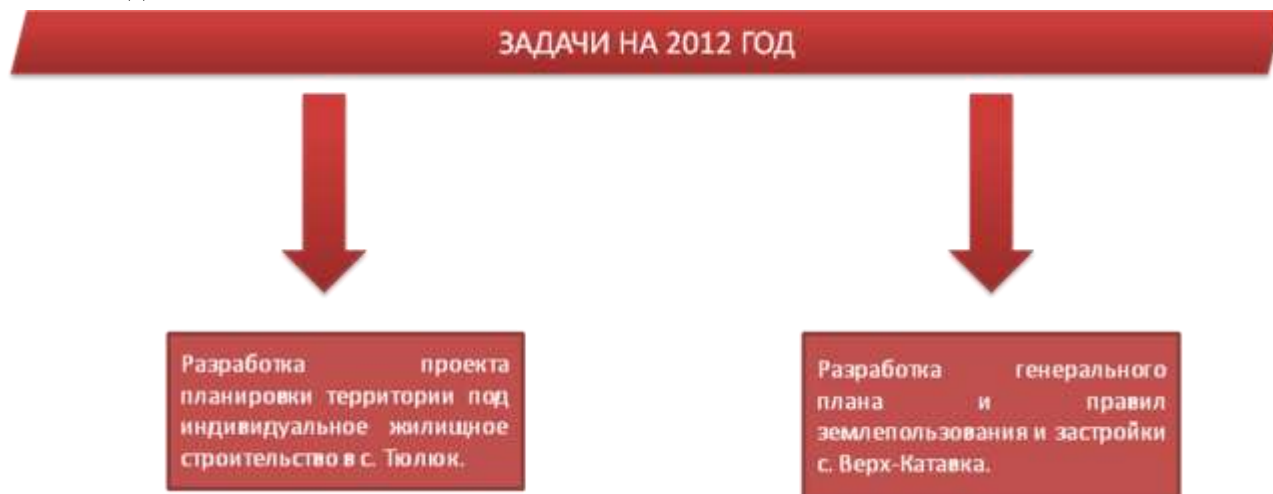 ЗАДАЧИ НА 2012 ГОД
Разработка проекта
планировки территории под
индивидуальное жилищное
строительство в с. Тюлюк.
Разработка генерального
плана и правил
землепользования и застройки
с. Верх-Катавка.